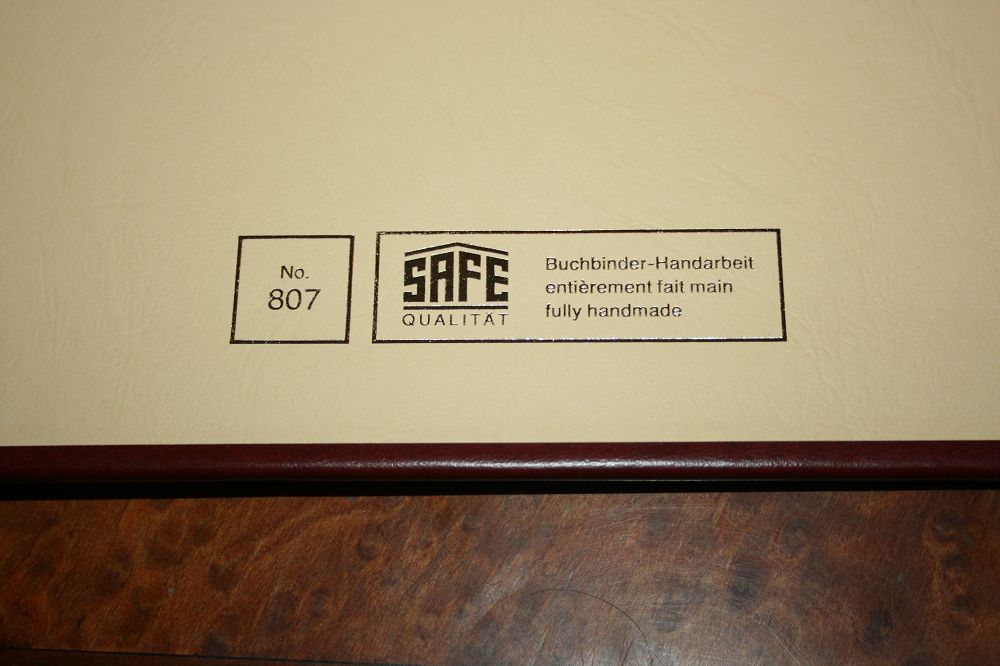 No.
807
SAFE
QUALITÄT
Buchbinder-Handarbeit
entièrement fait main
fully handmade